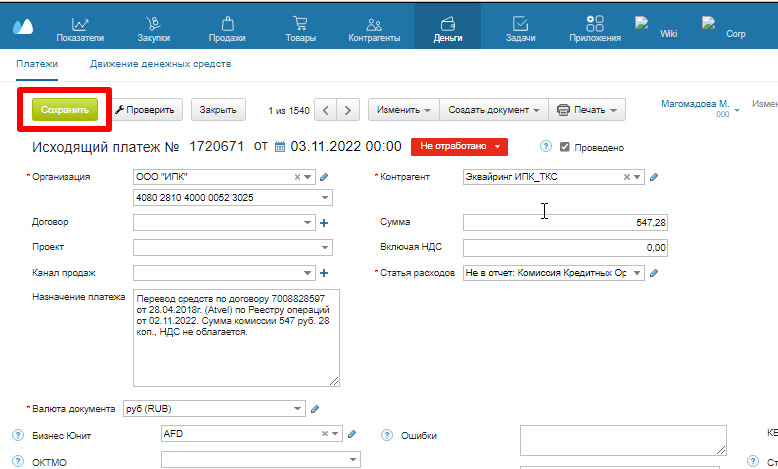 Показатели Закупки Продажи Товары Контрагенты Деньги Задачи Приложения Wiki Corp
Платежи Движение денежных средств
Сохранить Проверить Закрыть 1 из 1540 Изменить Создать документ Печать Магомадова М. Измен
000
Исходящий платеж № 1720671 от 03.11.2022 00:00 Не отработано ? Проведено
* Организация ООО "ИПК" * Контрагент Эквайринг ИПК_ТКС
4080 2810 4000 0052 3025
Договор Сумма 547,28
Проект Включая НДС 0,00
Канал продаж * Статья расходов Не в отчет: Комиссия Кредитных Ор
Назначение платежа Перевод средств по договору 7008828597
от 28.04.2018г. (Atvel) по Реестру операций
от 02.11.2022. Сумма комиссии 547 руб. 28
коп., НДС не облагается.
* Валюта документа руб (RUB)
? Бизнес Юнит AFD ? Ошибки КБ
? ОКТМО ? Ст